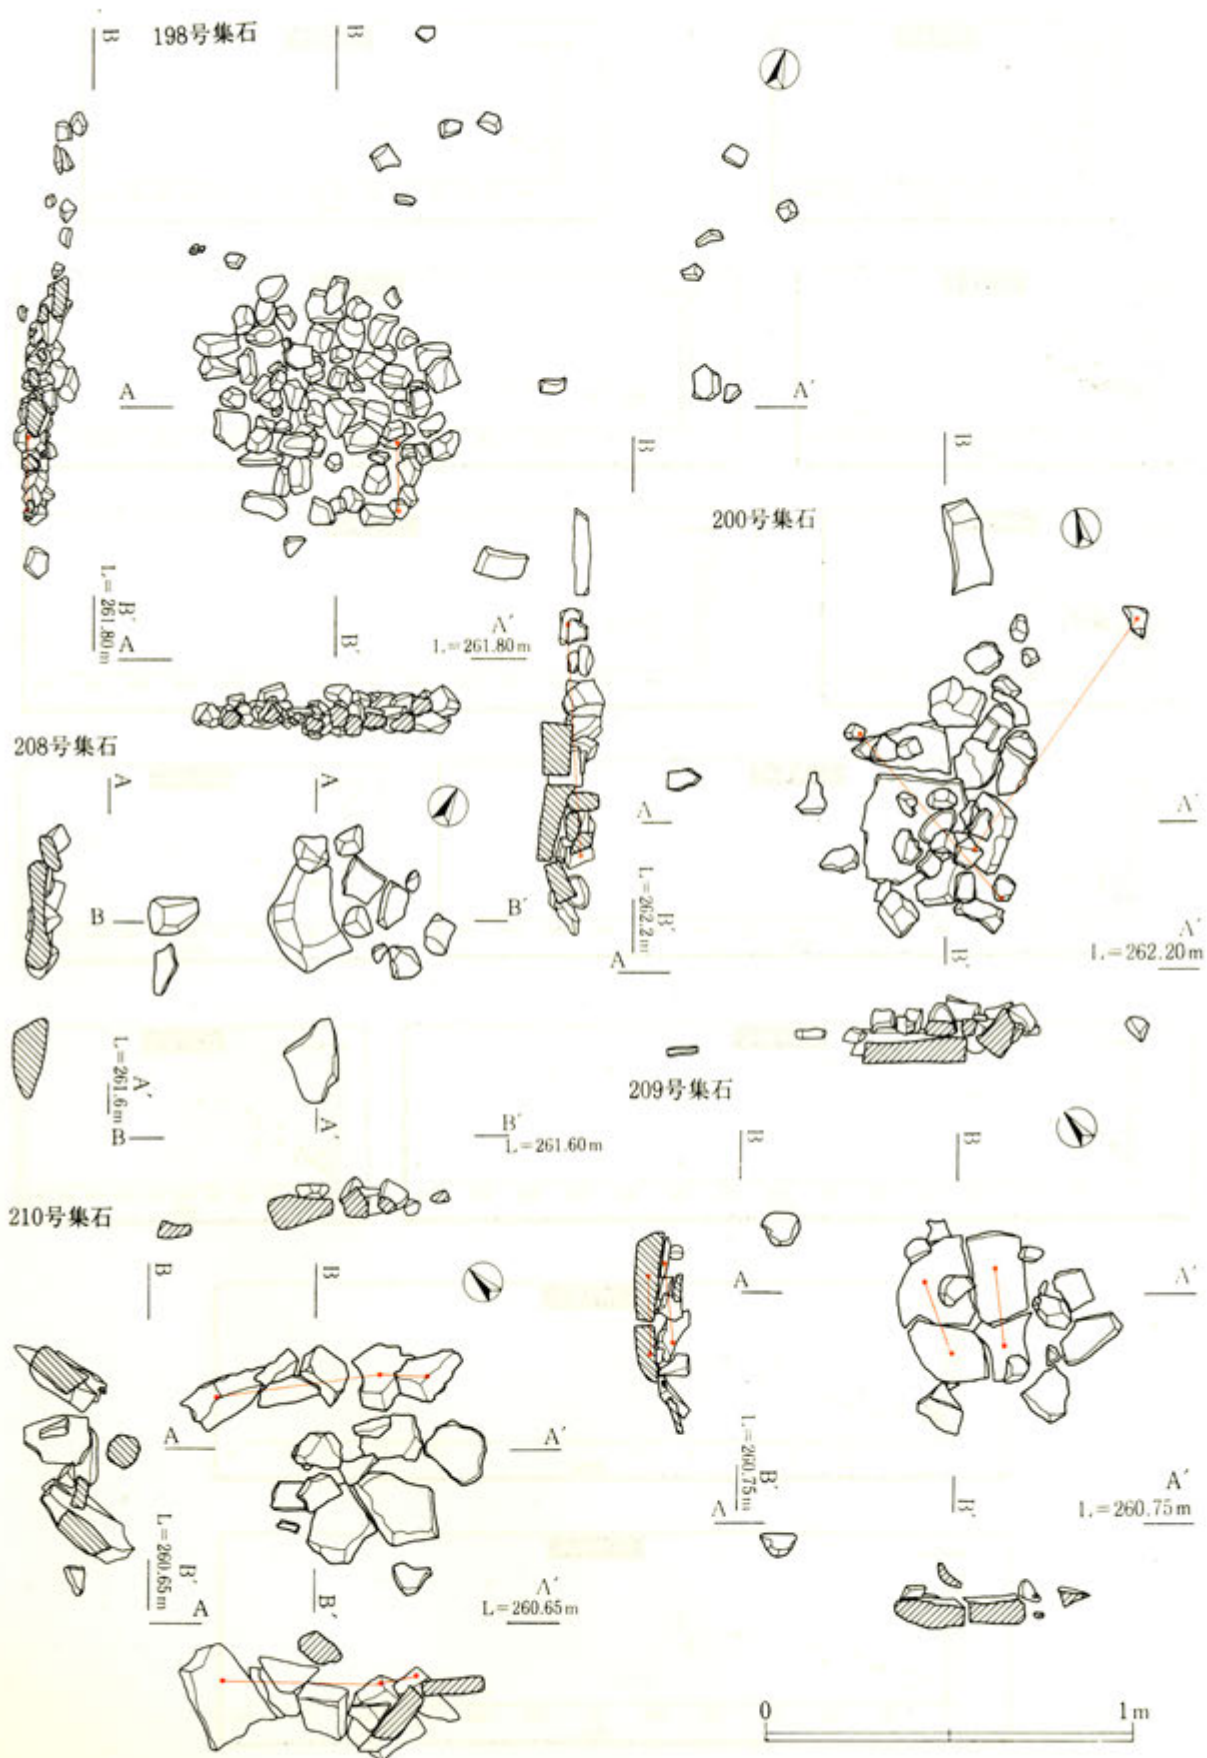 198号集石
B
B
A
A′
L=261.80m
B′
A
B′
A′
L=261.80m
200号集石
B
B
A
A′
L=262.2m
B′
A
B′
A′
L=262.20m
208号集石
A
A
B
B′
L=261.6m
A′
B
A′
B′
L=261.60m
209号集石
B
B
A
A′
L=260.75m
B′
A
B′
A′
L=260.75m
210号集石
B
B
A
A′
L=260.65m
B′
A
B′
A′
L=260.65m
0
1m